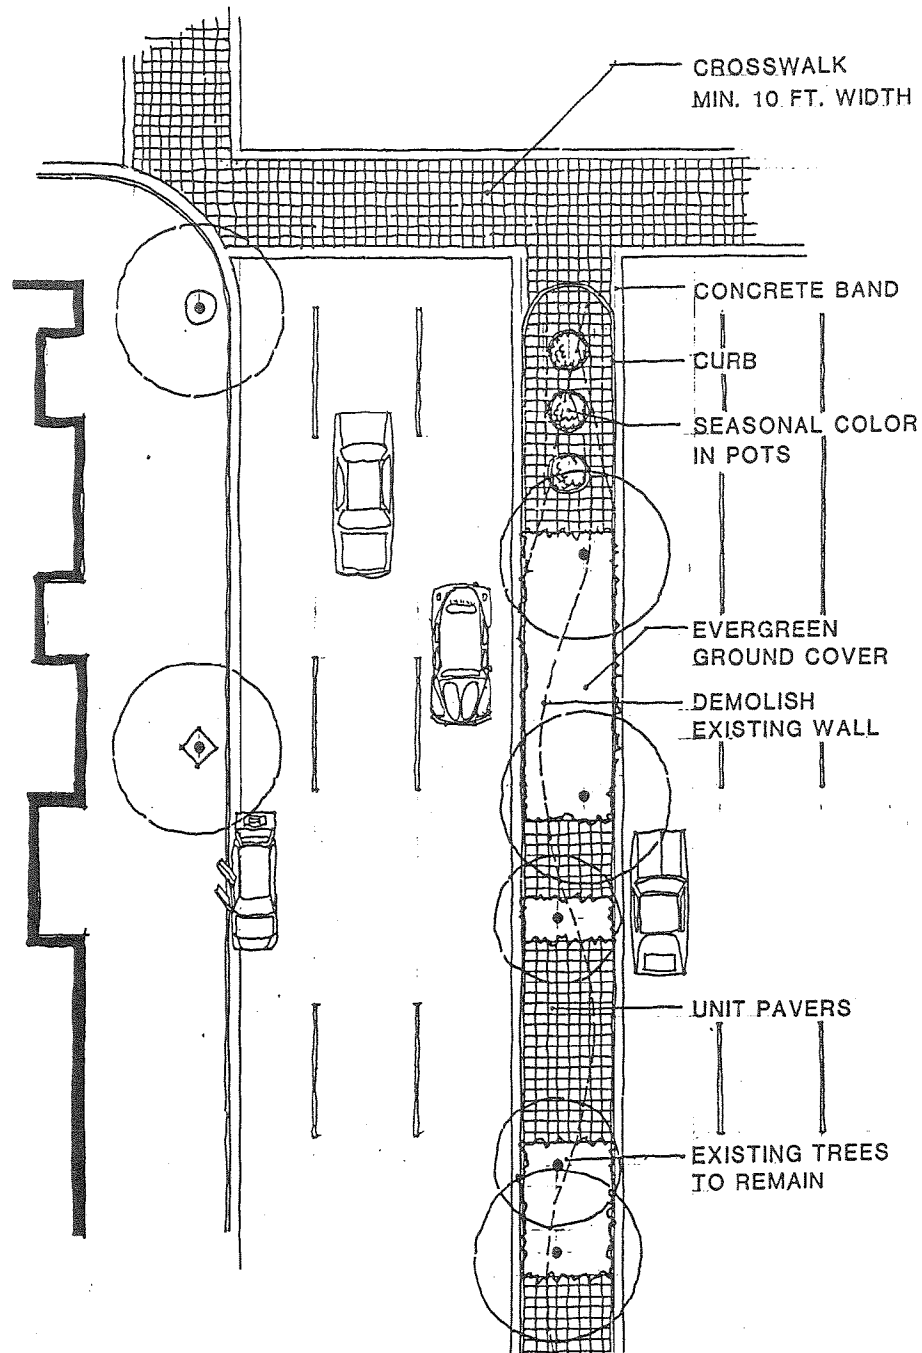 CROSSWALK
MIN. 10 FT. WIDTH
CONCRETE BAND
CURB
SEASONAL COLOR
IN POTS
EVERGREEN
GROUND COVER
DEMOLISH
EXISTING WALL
UNIT PAVERS
EXISTING TREES
TO REMAIN